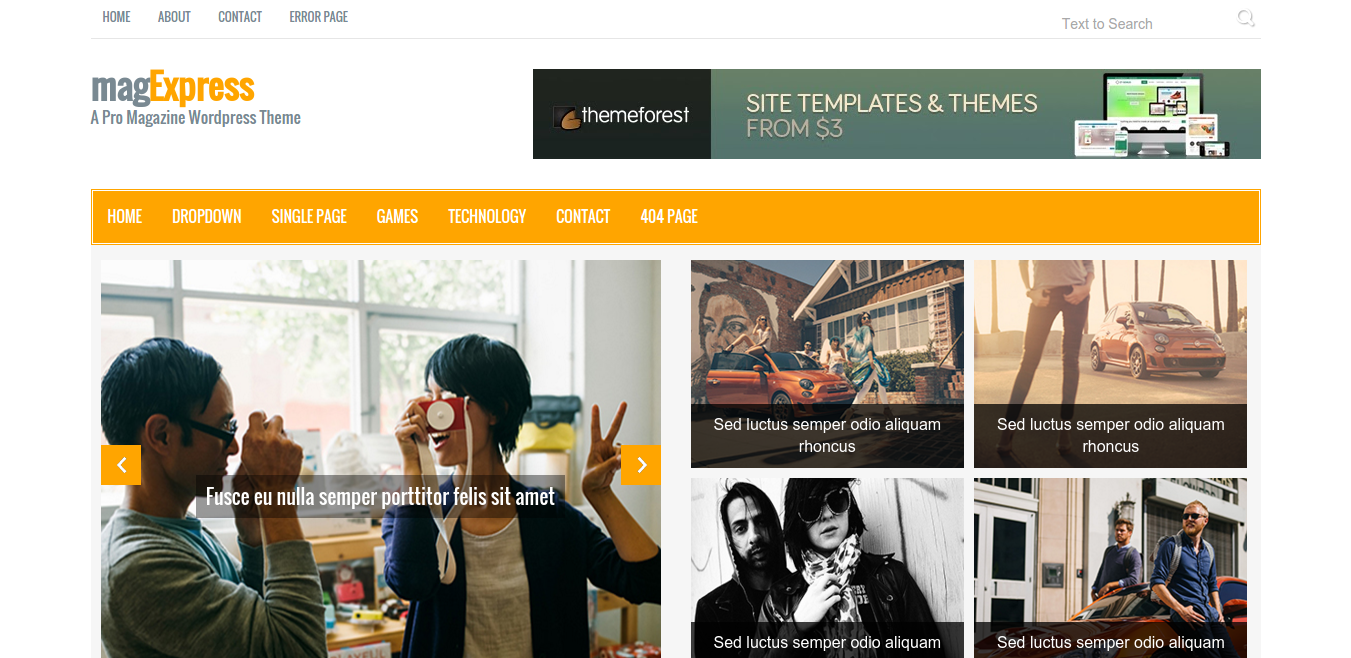 HOME ABOUT CONTACT ERROR PAGE
Text to Search
magExpress
A Pro Magazine Wordpress Theme
themeforest
SITE TEMPLATES & THEMES
FROM $3
HOME DROPDOWN SINGLE PAGE GAMES TECHNOLOGY CONTACT 404 PAGE
Fusce eu nulla semper porttitor felis sit amet
Sed luctus semper odio aliquam
rhoncus
Sed luctus semper odio aliquam
rhoncus
Sed luctus semper odio aliquam
Sed luctus semper odio aliquam